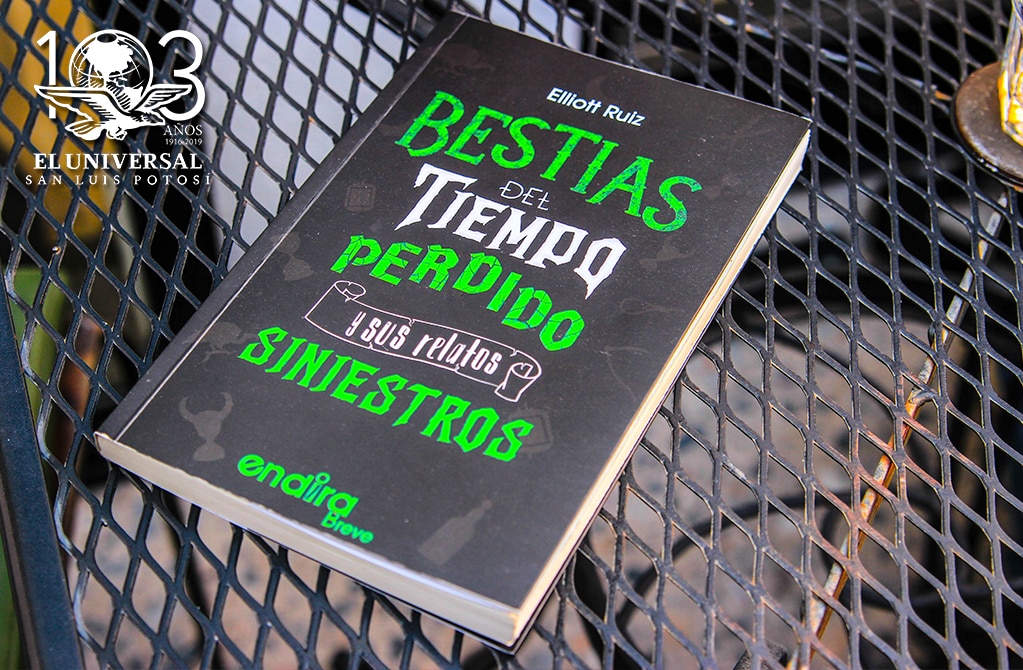 103
AÑOS
1916-2019
EL UNIVERSAL
SAN LUIS POTOSÍ
Elliott Ruiz
BESTIAS
DEL
TIEMPO
PERDIDO
y sus relatos
SINIESTROS
endira
Breve